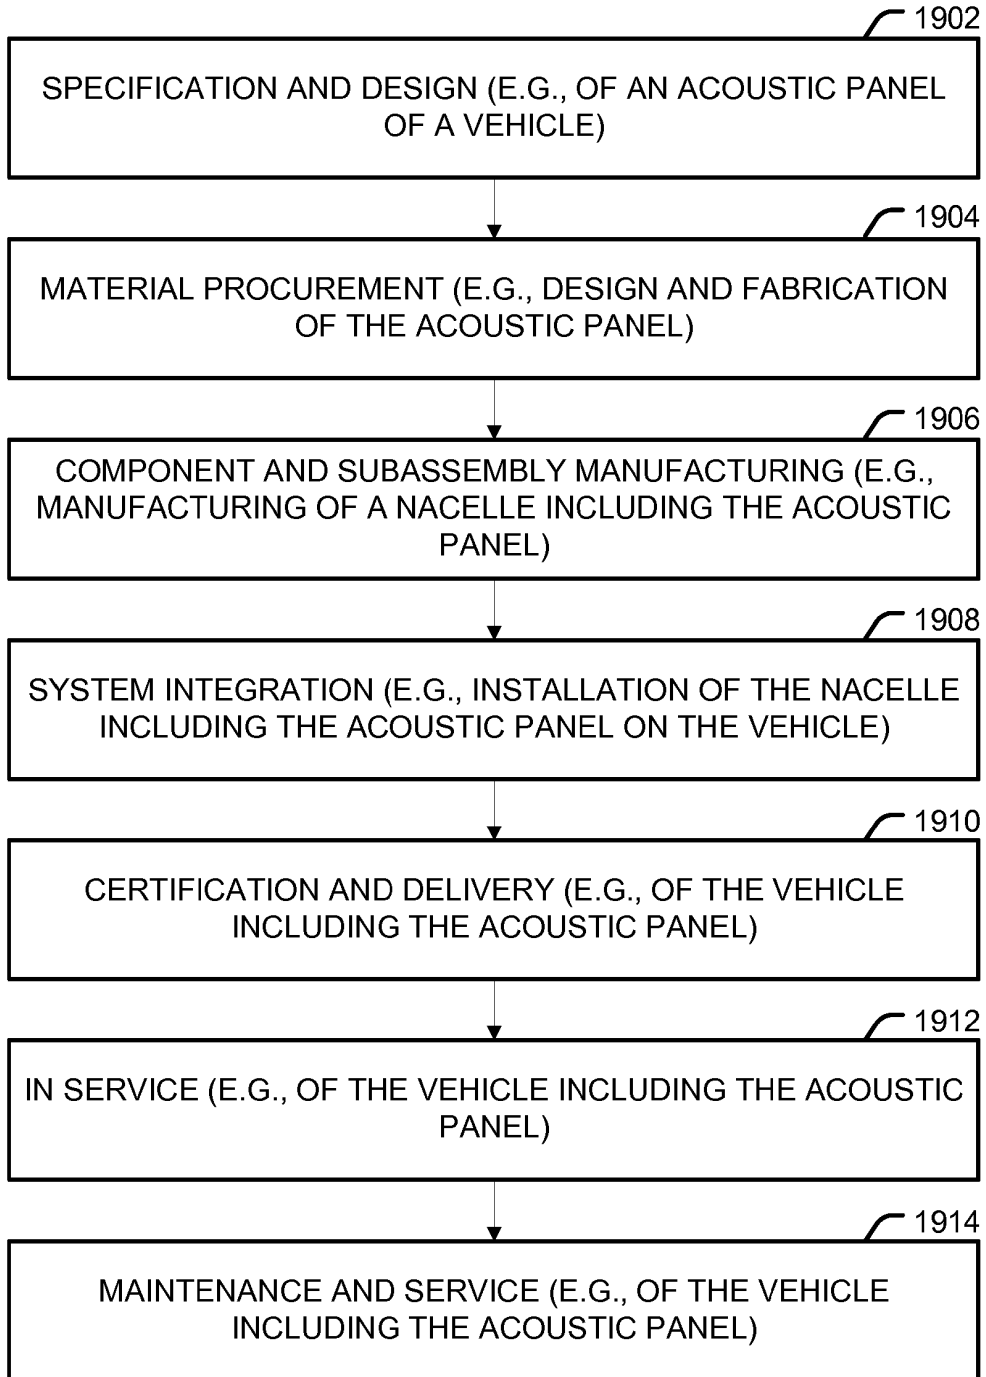 1902
SPECIFICATION AND DESIGN (E.G., OF AN ACOUSTIC PANEL
OF A VEHICLE)
1904
MATERIAL PROCUREMENT (E.G., DESIGN AND FABRICATION
OF THE ACOUSTIC PANEL)
1906
COMPONENT AND SUBASSEMBLY MANUFACTURING (E.G.,
MANUFACTURING OF A NACELLE INCLUDING THE ACOUSTIC
PANEL)
1908
SYSTEM INTEGRATION (E.G., INSTALLATION OF THE NACELLE
INCLUDING THE ACOUSTIC PANEL ON THE VEHICLE)
1910
CERTIFICATION AND DELIVERY (E.G., OF THE VEHICLE
INCLUDING THE ACOUSTIC PANEL)
1912
IN SERVICE (E.G., OF THE VEHICLE INCLUDING THE ACOUSTIC
PANEL)
1914
MAINTENANCE AND SERVICE (E.G., OF THE VEHICLE
INCLUDING THE ACOUSTIC PANEL)